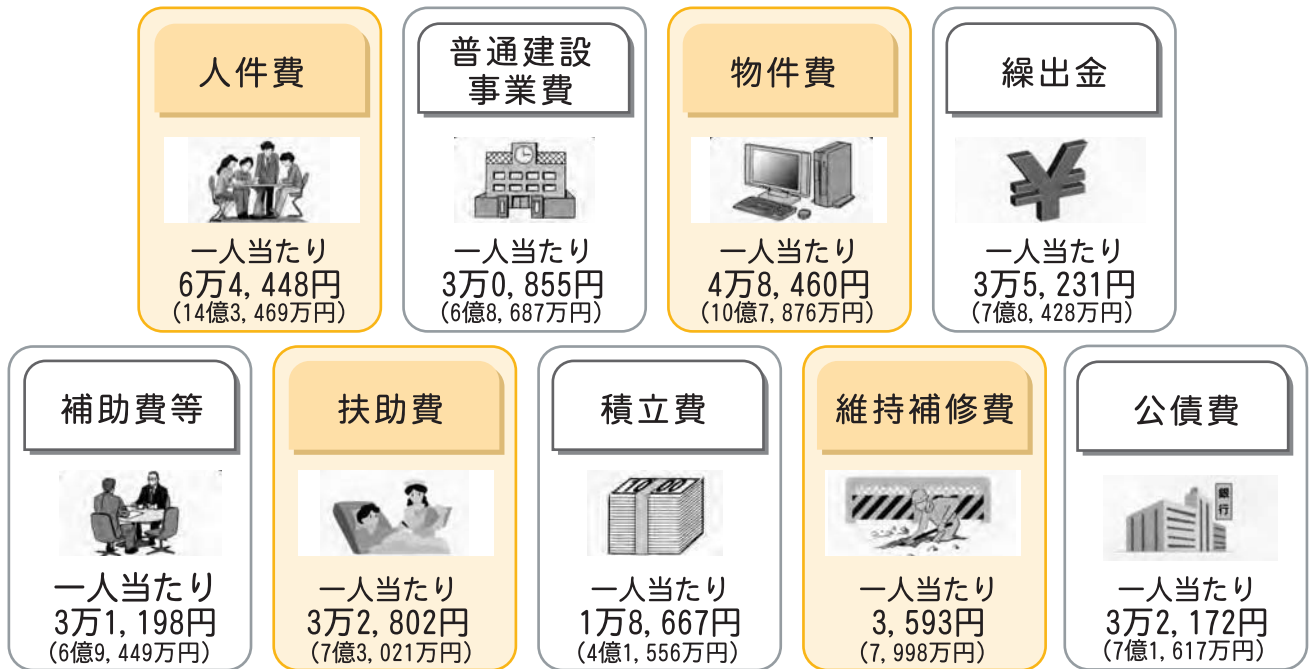 人件費
一人当たり
6万4,448円
(14億3,469万円)
普通建設
事業費
一人当たり
3万0,855円
(6億8,687万円)
物件費
一人当たり
4万8,460円
(10億7,876万円)
繰出金
一人当たり
3万5,231円
(7億8,428万円)
補助費等
一人当たり
3万1,198円
(6億9,449万円)
扶助費
一人当たり
3万2,802円
(7億3,021万円)
積立費
一人当たり
1万8,667円
(4億1,556万円)
維持補修費
一人当たり
3,593円
(7,998万円)
公債費
銀行
一人当たり
3万2,172円
(7億1,617万円)